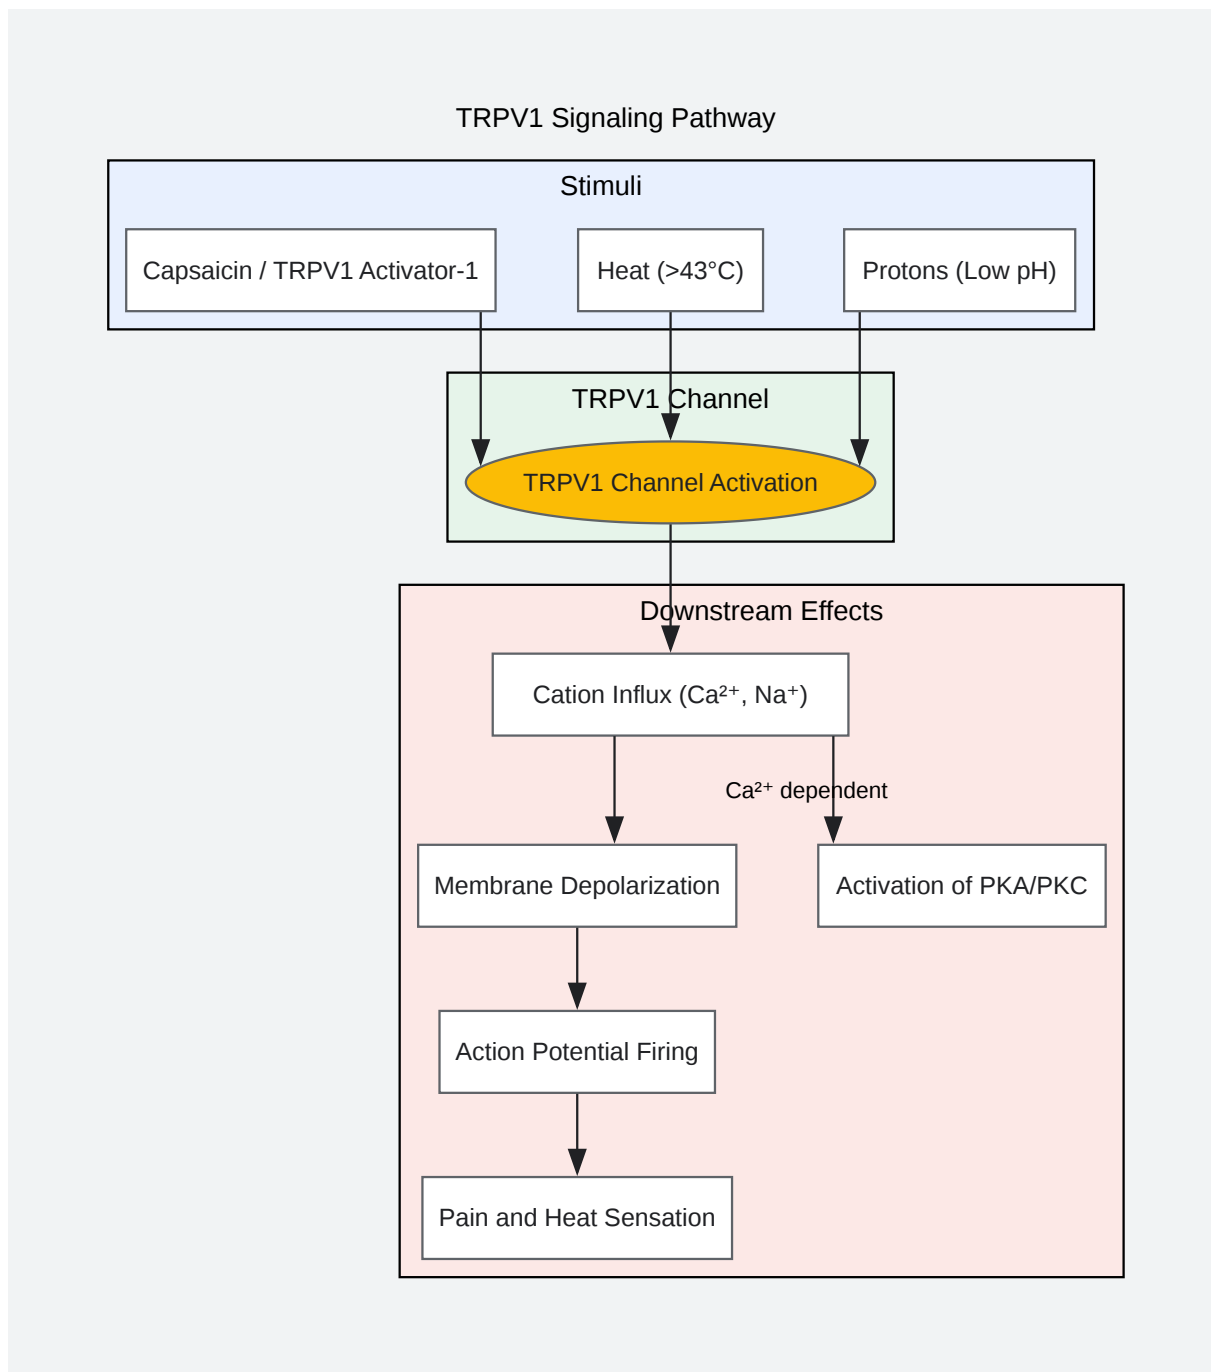 TRPV1 Signaling Pathway
Stimuli
Capsaicin / TRPV1 Activator-1
Heat (>43°C)
Protons (Low pH)
TRPV1 Channel
TRPV1 Channel Activation
Downstream Effects
Cation Influx (Ca²⁺, Na⁺)
Ca²⁺ dependent
Membrane Depolarization
Activation of PKA/PKC
Action Potential Firing
Pain and Heat Sensation